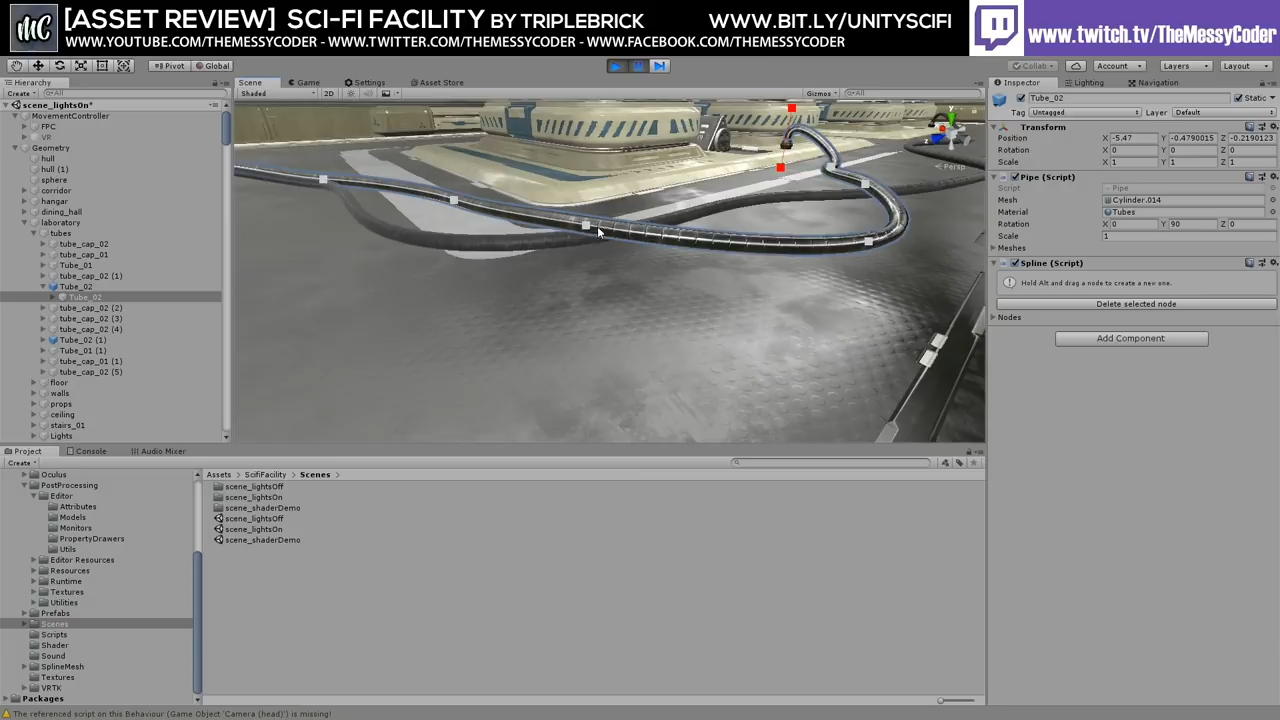 [ASSET REVIEW] SCI-FI FACILITY BY TRIPLEBRICK WWW.BIT.LY/UNITYSCIFI
WWW.YOUTUBE.COM/THEMESSYCODER - WWW.TWITTER.COM/THEMESSYCODER - WWW.FACEBOOK.COM/THEMESSYCODER
MC
www.twitch.tv/TheMessyCoder
Pivot Global Collab Account Layers Layout
Hierarchy
Create All
scene_lightsOn*
MovementController
FPC
VR
Geometry
hull
hull (1)
sphere
corridor
hangar
dining_hall
laboratory
tubes
tube_cap_02
tube_cap_01
Tube_01
tube_cap_02 (1)
Tube_02
Tube_02
tube_cap_02 (2)
tube_cap_02 (3)
tube_cap_02 (4)
Tube_02 (1)
Tube_01 (1)
tube_cap_01 (1)
tube_cap_02 (5)
floor
walls
props
ceiling
stairs_01
Lights
Scene Game Settings Asset Store
Shaded 2D Gizmos All
y
x
z
Persp
Inspector Lighting Navigation
Tube_02 Static
Tag Untagged Layer Default
Transform
Position X -5.47 Y -0.4790015 Z -0.2190123
Rotation X 0 Y 0 Z 0
Scale X 1 Y 1 Z 1
Pipe (Script)
Script Pipe
Mesh Cylinder.014
Material Tubes
Rotation X 0 Y 90 Z 0
Scale 1
Meshes
Spline (Script)
Hold Alt and drag a node to create a new one.
Delete selected node
Nodes
Add Component
Project Console Audio Mixer
Create
Oculus
PostProcessing
Editor
Attributes
Models
Monitors
PropertyDrawers
Utils
Editor Resources
Resources
Runtime
Textures
Utilities
Prefabs
Scenes
Scripts
Shader
Sound
SplineMesh
Textures
VRTK
Packages
Assets SciFiFacility Scenes
scene_lightsOff
scene_lightsOn
scene_shaderDemo
scene_lightsOff
scene_lightsOn
scene_shaderDemo
The referenced script on this Behaviour (Game Object 'Camera (head)') is missing!